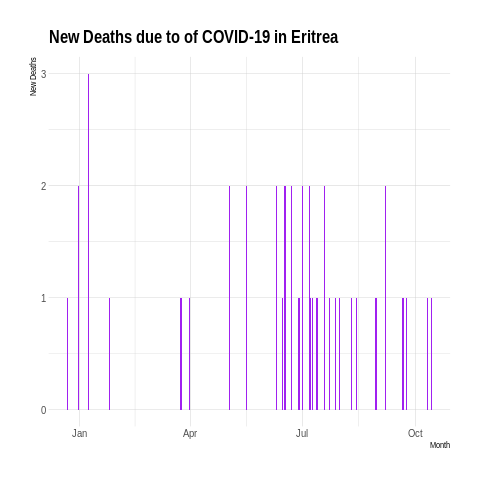 New Deaths due to of COVID-19 in Eritrea
New Deaths
3
2
1
0
Jan Apr Jul Oct
Month